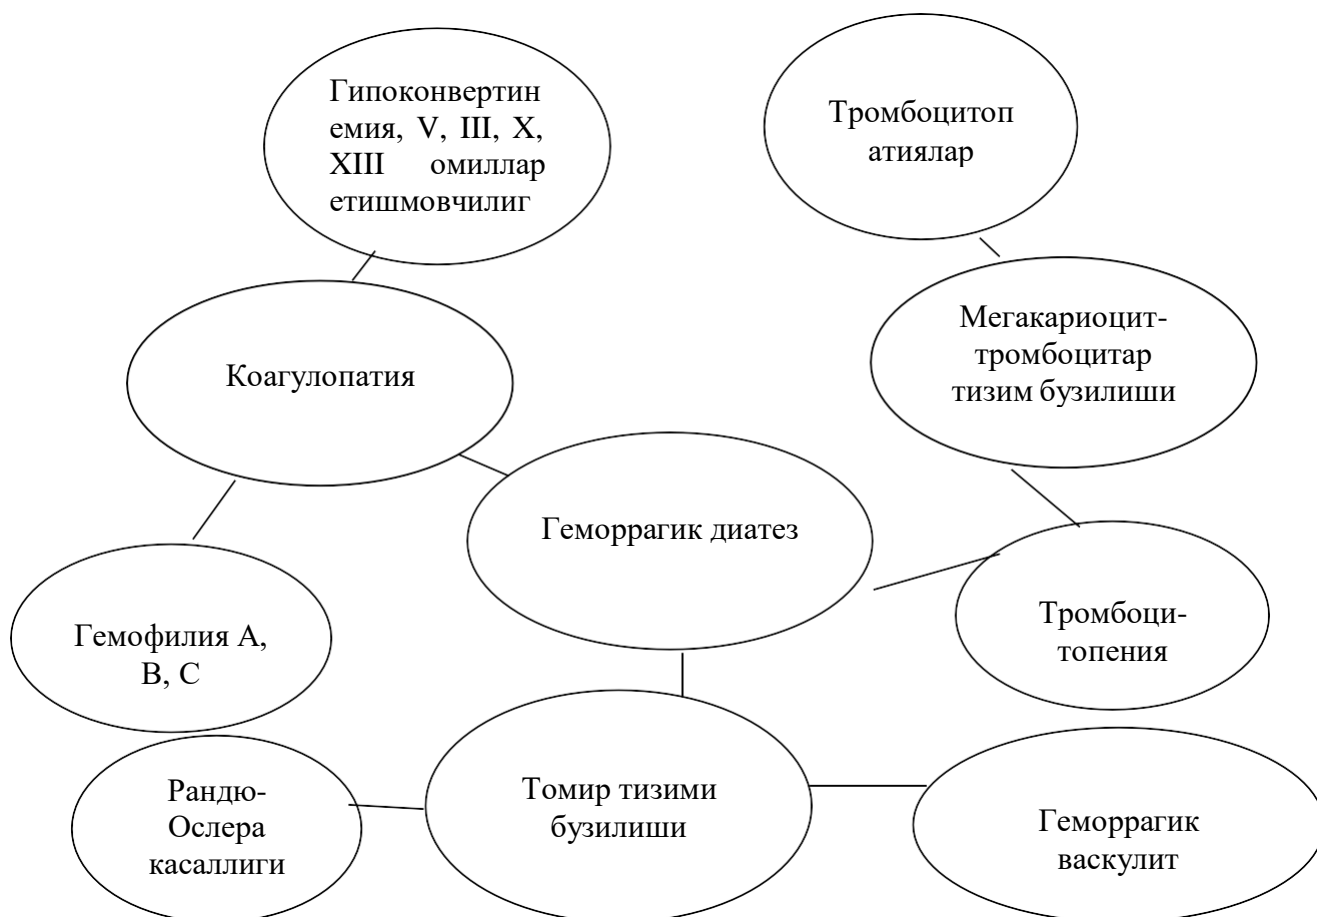 Гипоконвертин
емия, V, III, X,
XIII омиллар
етишмовчилиг
Тромбоцитоп
атиялар
Коагулопатия
Мегакариоцит-
тромбоцитар
тизим бузилиши
Геморрагик диатез
Гемофилия А,
В, С
Тромбоци-
топения
Рандю-
Ослера
касаллиги
Томир тизими
бузилиши
Геморрагик
васкулит